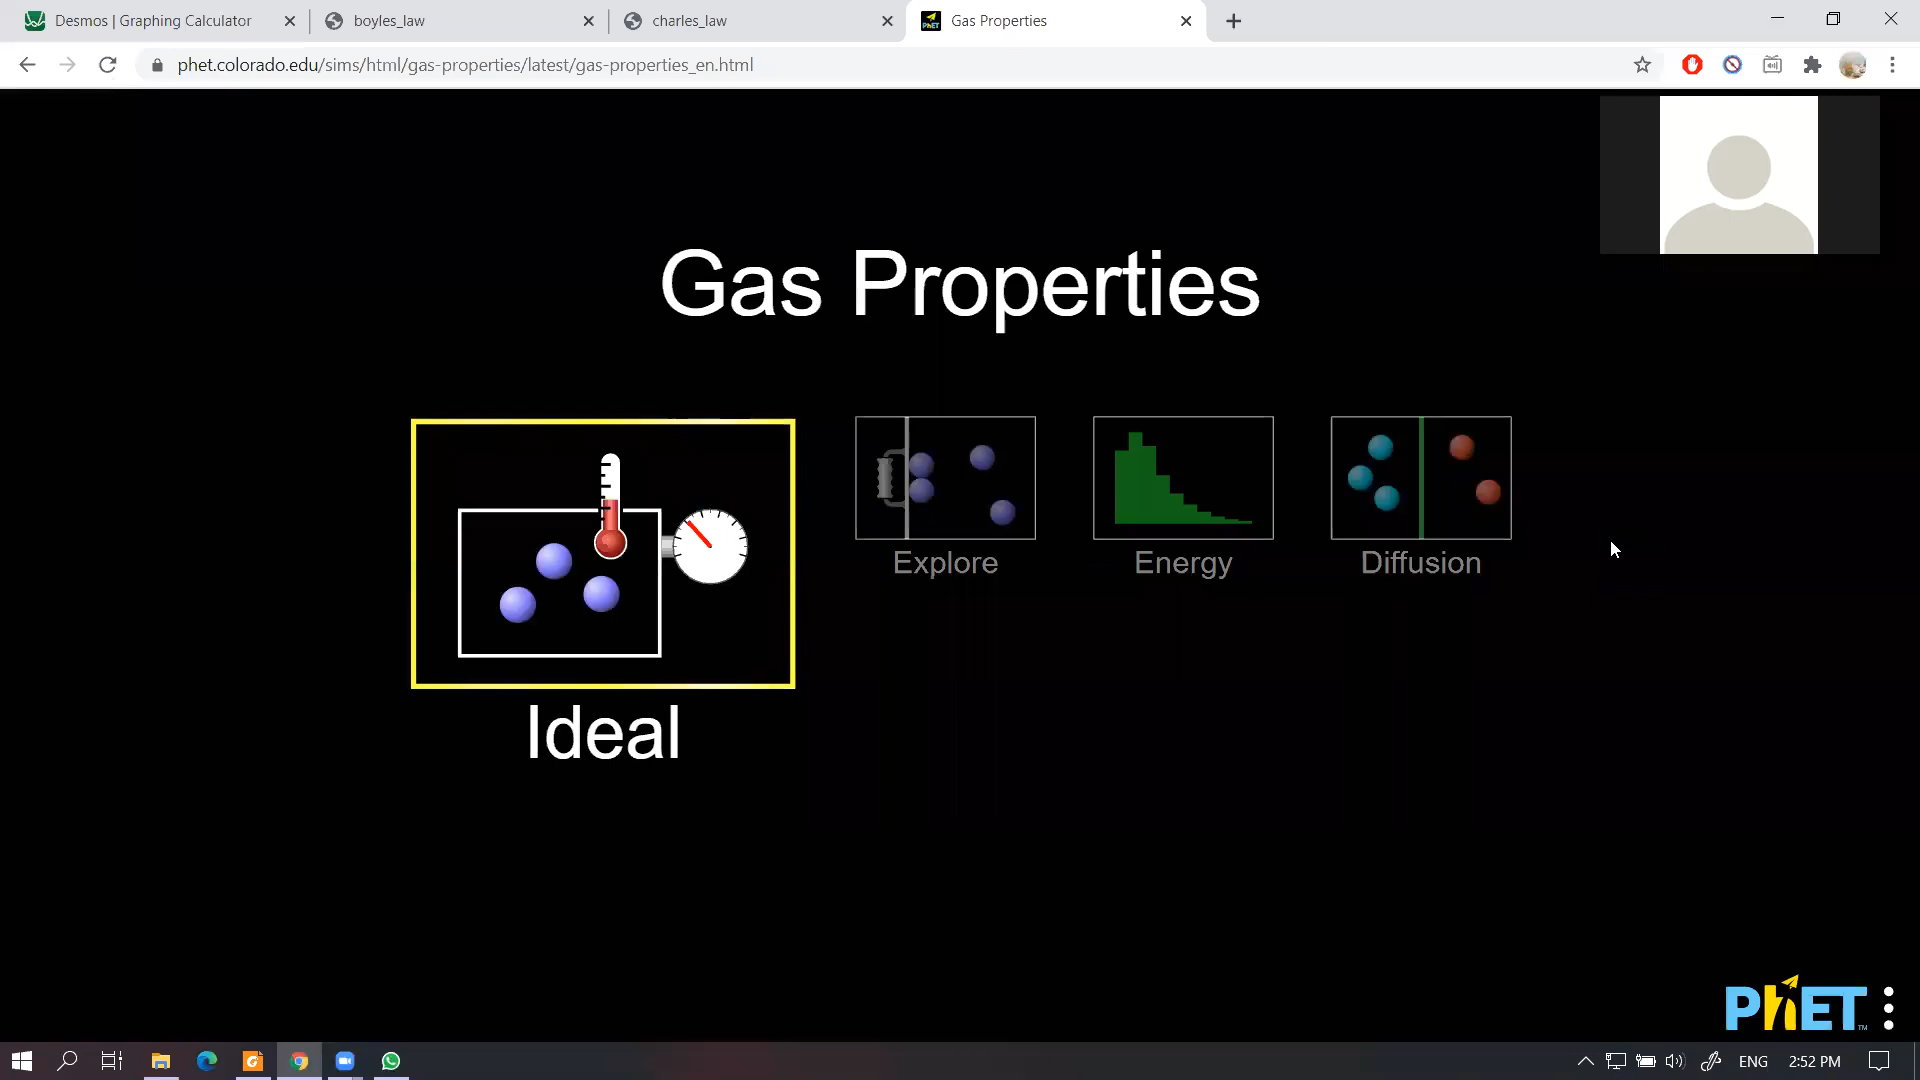 Desmos | Graphing Calculator
boyles_law
charles_law
PhET
Gas Properties
phet.colorado.edu/sims/html/gas-properties/latest/gas-properties_en.html
Gas Properties
Explore
Energy
Diffusion
Ideal
PhET™
ENG
2:52 PM